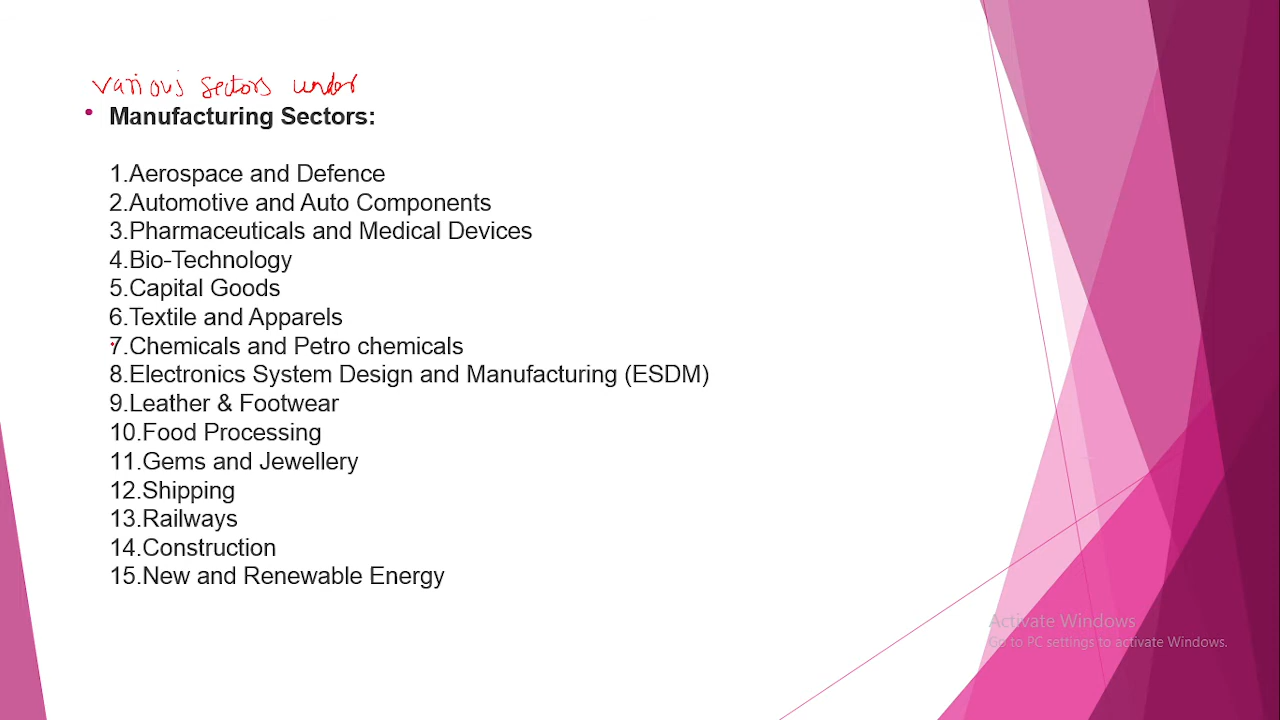 various sectors under
• Manufacturing Sectors:
1.Aerospace and Defence
2.Automotive and Auto Components
3.Pharmaceuticals and Medical Devices
4.Bio-Technology
5.Capital Goods
6.Textile and Apparels
7.Chemicals and Petro chemicals
8.Electronics System Design and Manufacturing (ESDM)
9.Leather & Footwear
10.Food Processing
11.Gems and Jewellery
12.Shipping
13.Railways
14.Construction
15.New and Renewable Energy
Activate Windows
Go to PC settings to activate Windows.